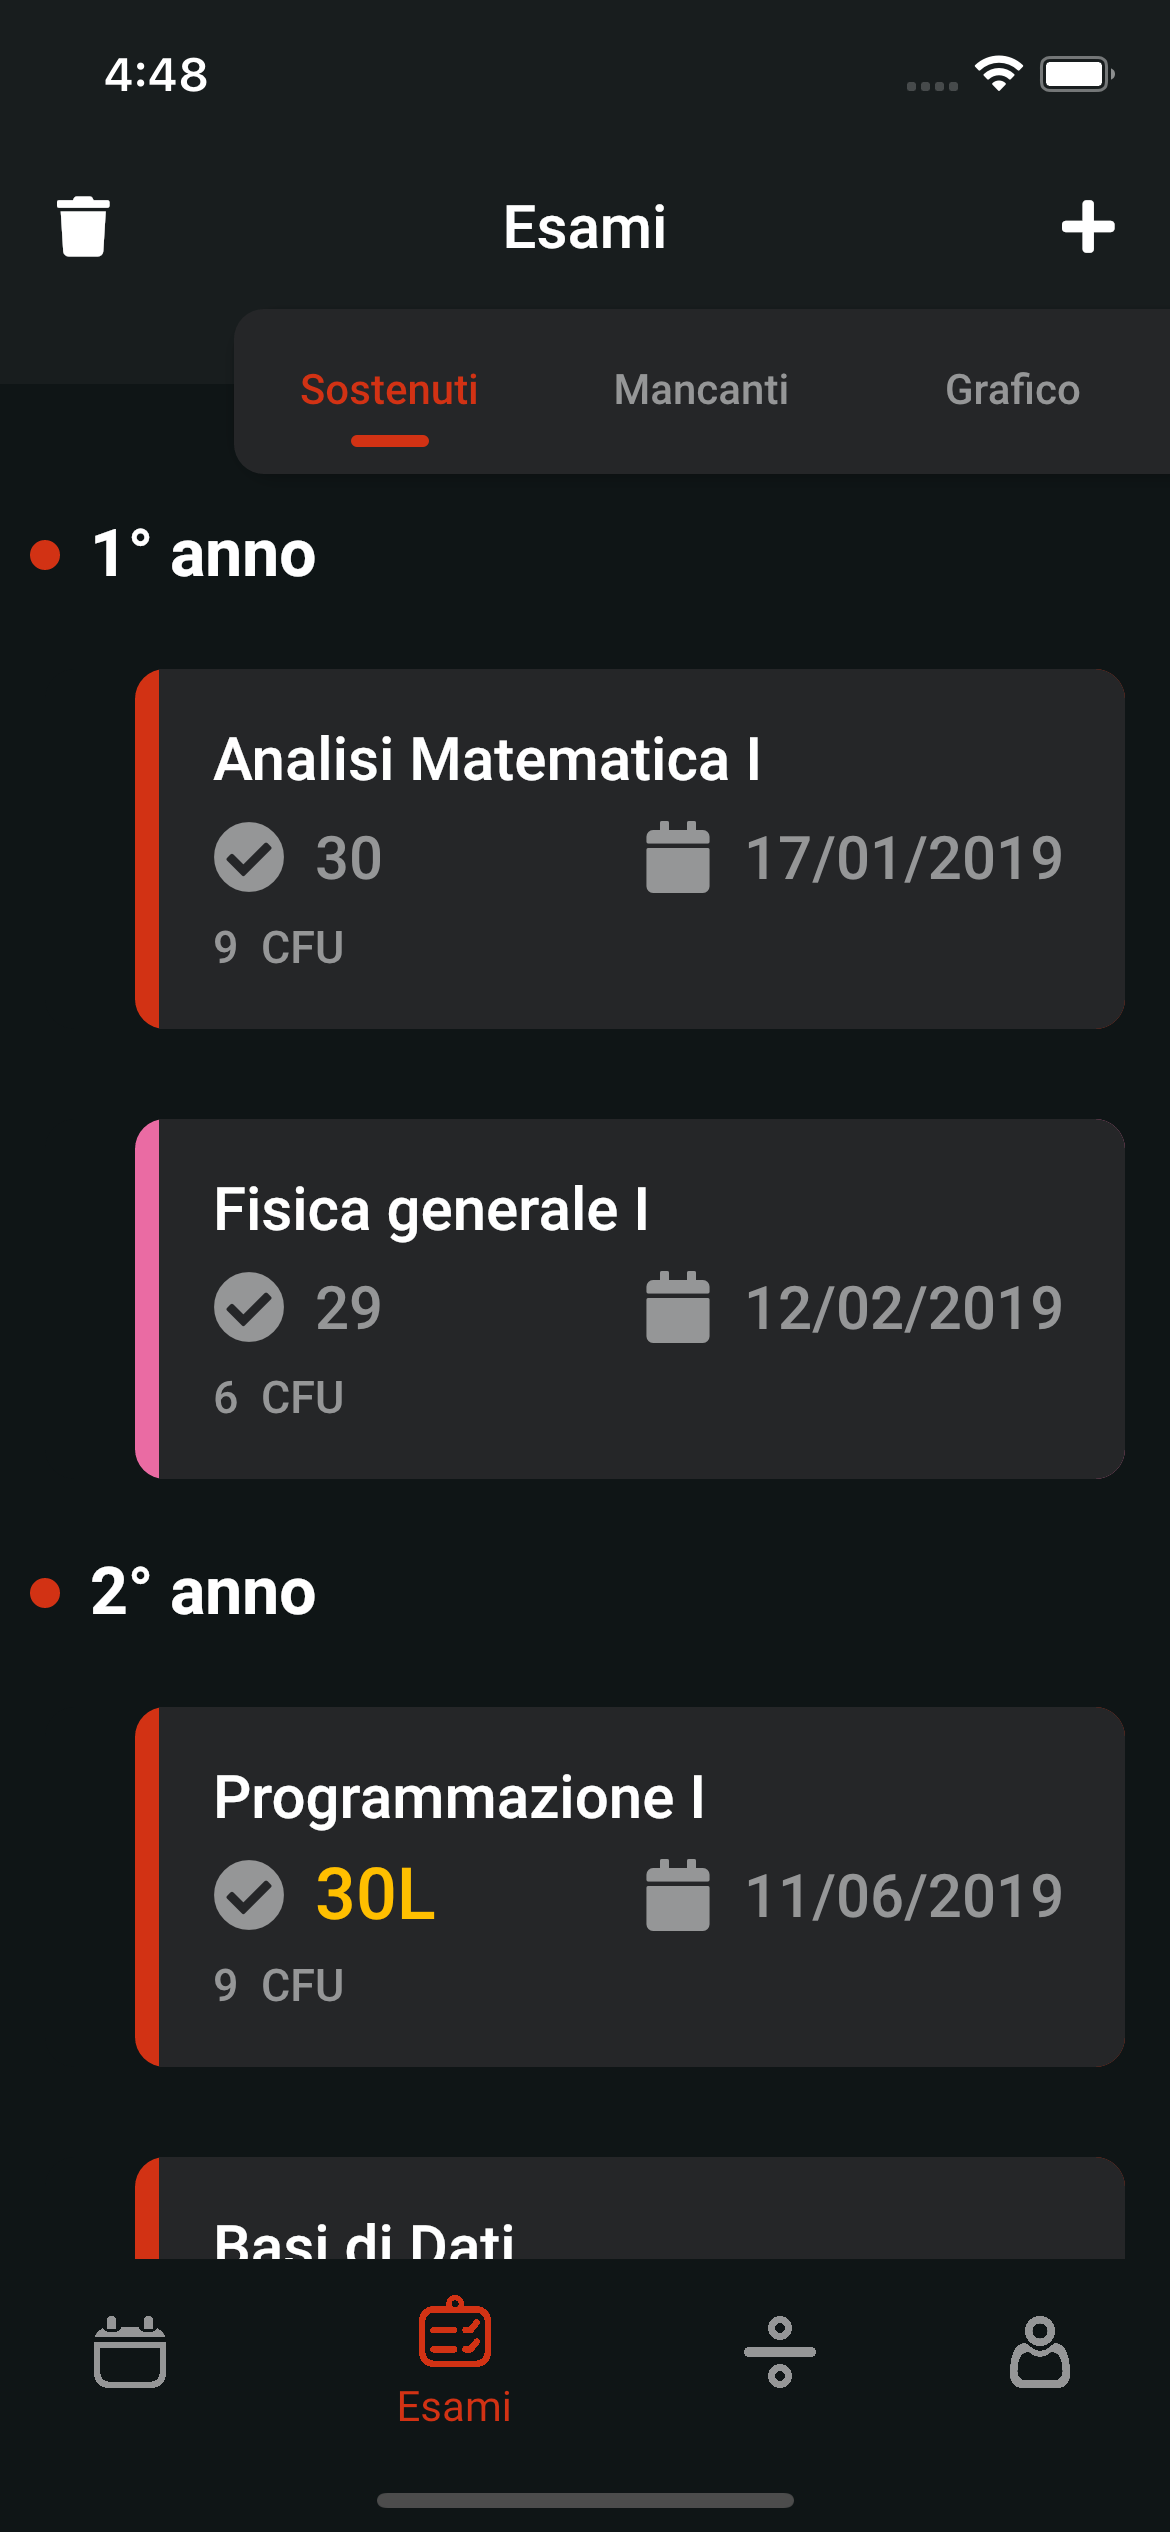 4:48
Esami
Sostenuti Mancanti Grafico
1° anno
Analisi Matematica I
30 17/01/2019
9 CFU
Fisica generale I
29 12/02/2019
6 CFU
2° anno
Programmazione I
30L 11/06/2019
9 CFU
Basi di Dati
Esami